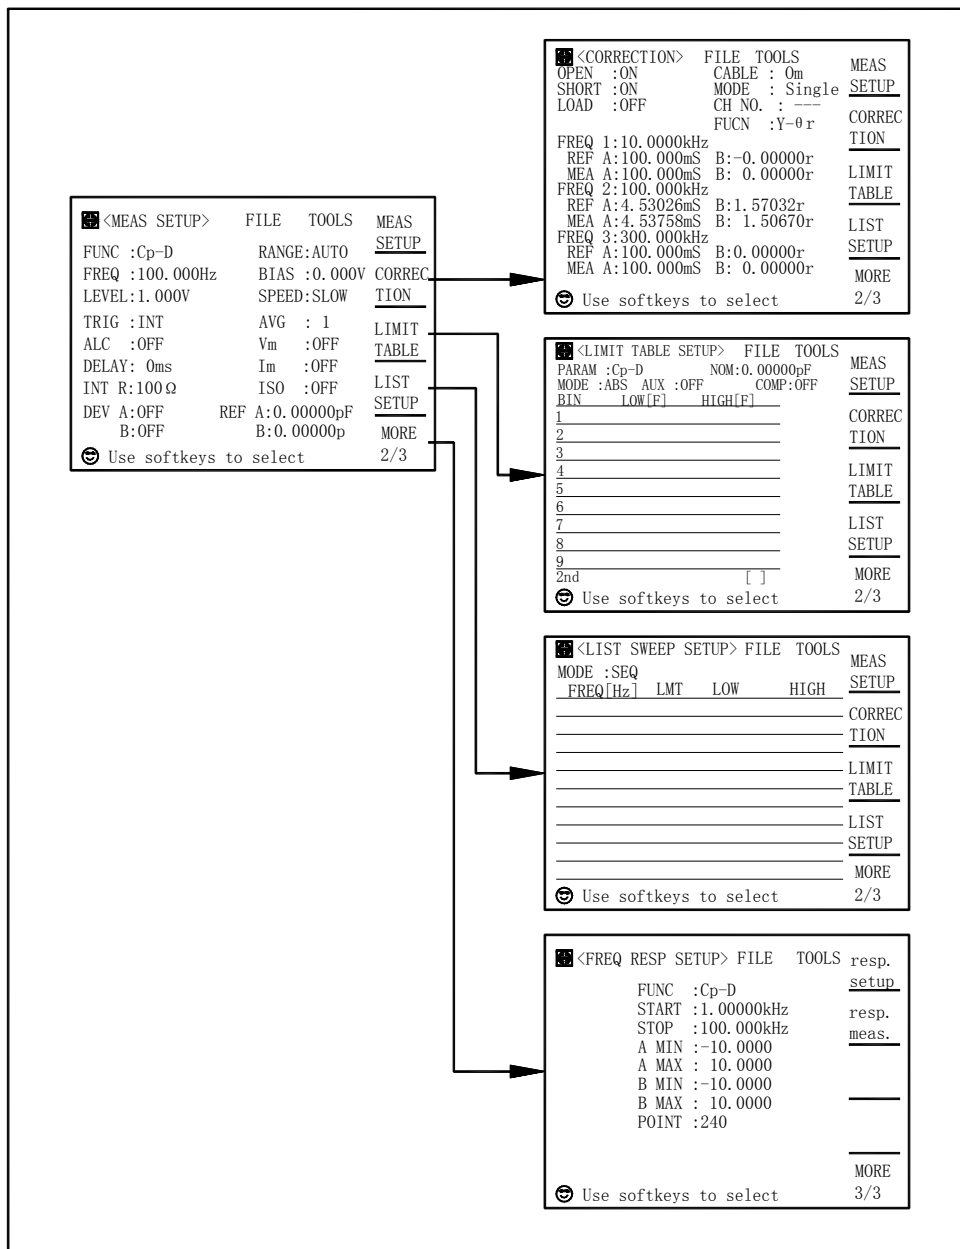 <MEAS SETUP> FILE TOOLS
FUNC :Cp-D RANGE:AUTO
FREQ :100.000Hz BIAS :0.000V
LEVEL:1.000V SPEED:SLOW
TRIG :INT AVG : 1
ALC :OFF Vm :OFF
DELAY: 0ms Im :OFF
INT R:100Ω ISO :OFF
DEV A:OFF REF A:0.00000pF
B:OFF B:0.00000p
Use softkeys to select
MEAS
SETUP
CORREC
TION
LIMIT
TABLE
LIST
SETUP
MORE
2/3
<CORRECTION> FILE TOOLS
OPEN :ON CABLE : 0m
SHORT :ON MODE : Single
LOAD :OFF CH NO. : ---
FUCN :Y-θr
FREQ 1:10.0000kHz
REF A:100.000mS B:-0.00000r
MEA A:100.000mS B: 0.00000r
FREQ 2:100.000kHz
REF A:4.53026mS B:1.57032r
MEA A:4.53758mS B: 1.50670r
FREQ 3:300.000kHz
REF A:100.000mS B:0.00000r
MEA A:100.000mS B: 0.00000r
Use softkeys to select
MEAS
SETUP
CORREC
TION
LIMIT
TABLE
LIST
SETUP
MORE
2/3
<LIMIT TABLE SETUP> FILE TOOLS
PARAM :Cp-D NOM:0.00000pF
MODE :ABS AUX :OFF COMP:OFF
BIN LOW[F] HIGH[F]
1
2
3
4
5
6
7
8
9
2nd [ ]
Use softkeys to select
MEAS
SETUP
CORREC
TION
LIMIT
TABLE
LIST
SETUP
MORE
2/3
<LIST SWEEP SETUP> FILE TOOLS
MODE :SEQ
FREQ[Hz] LMT LOW HIGH
Use softkeys to select
MEAS
SETUP
CORREC
TION
LIMIT
TABLE
LIST
SETUP
MORE
2/3
<FREQ RESP SETUP> FILE TOOLS
FUNC :Cp-D
START :1.00000kHz
STOP :100.000kHz
A MIN :-10.0000
A MAX : 10.0000
B MIN :-10.0000
B MAX : 10.0000
POINT :240
Use softkeys to select
resp.
setup
resp.
meas.
MORE
3/3